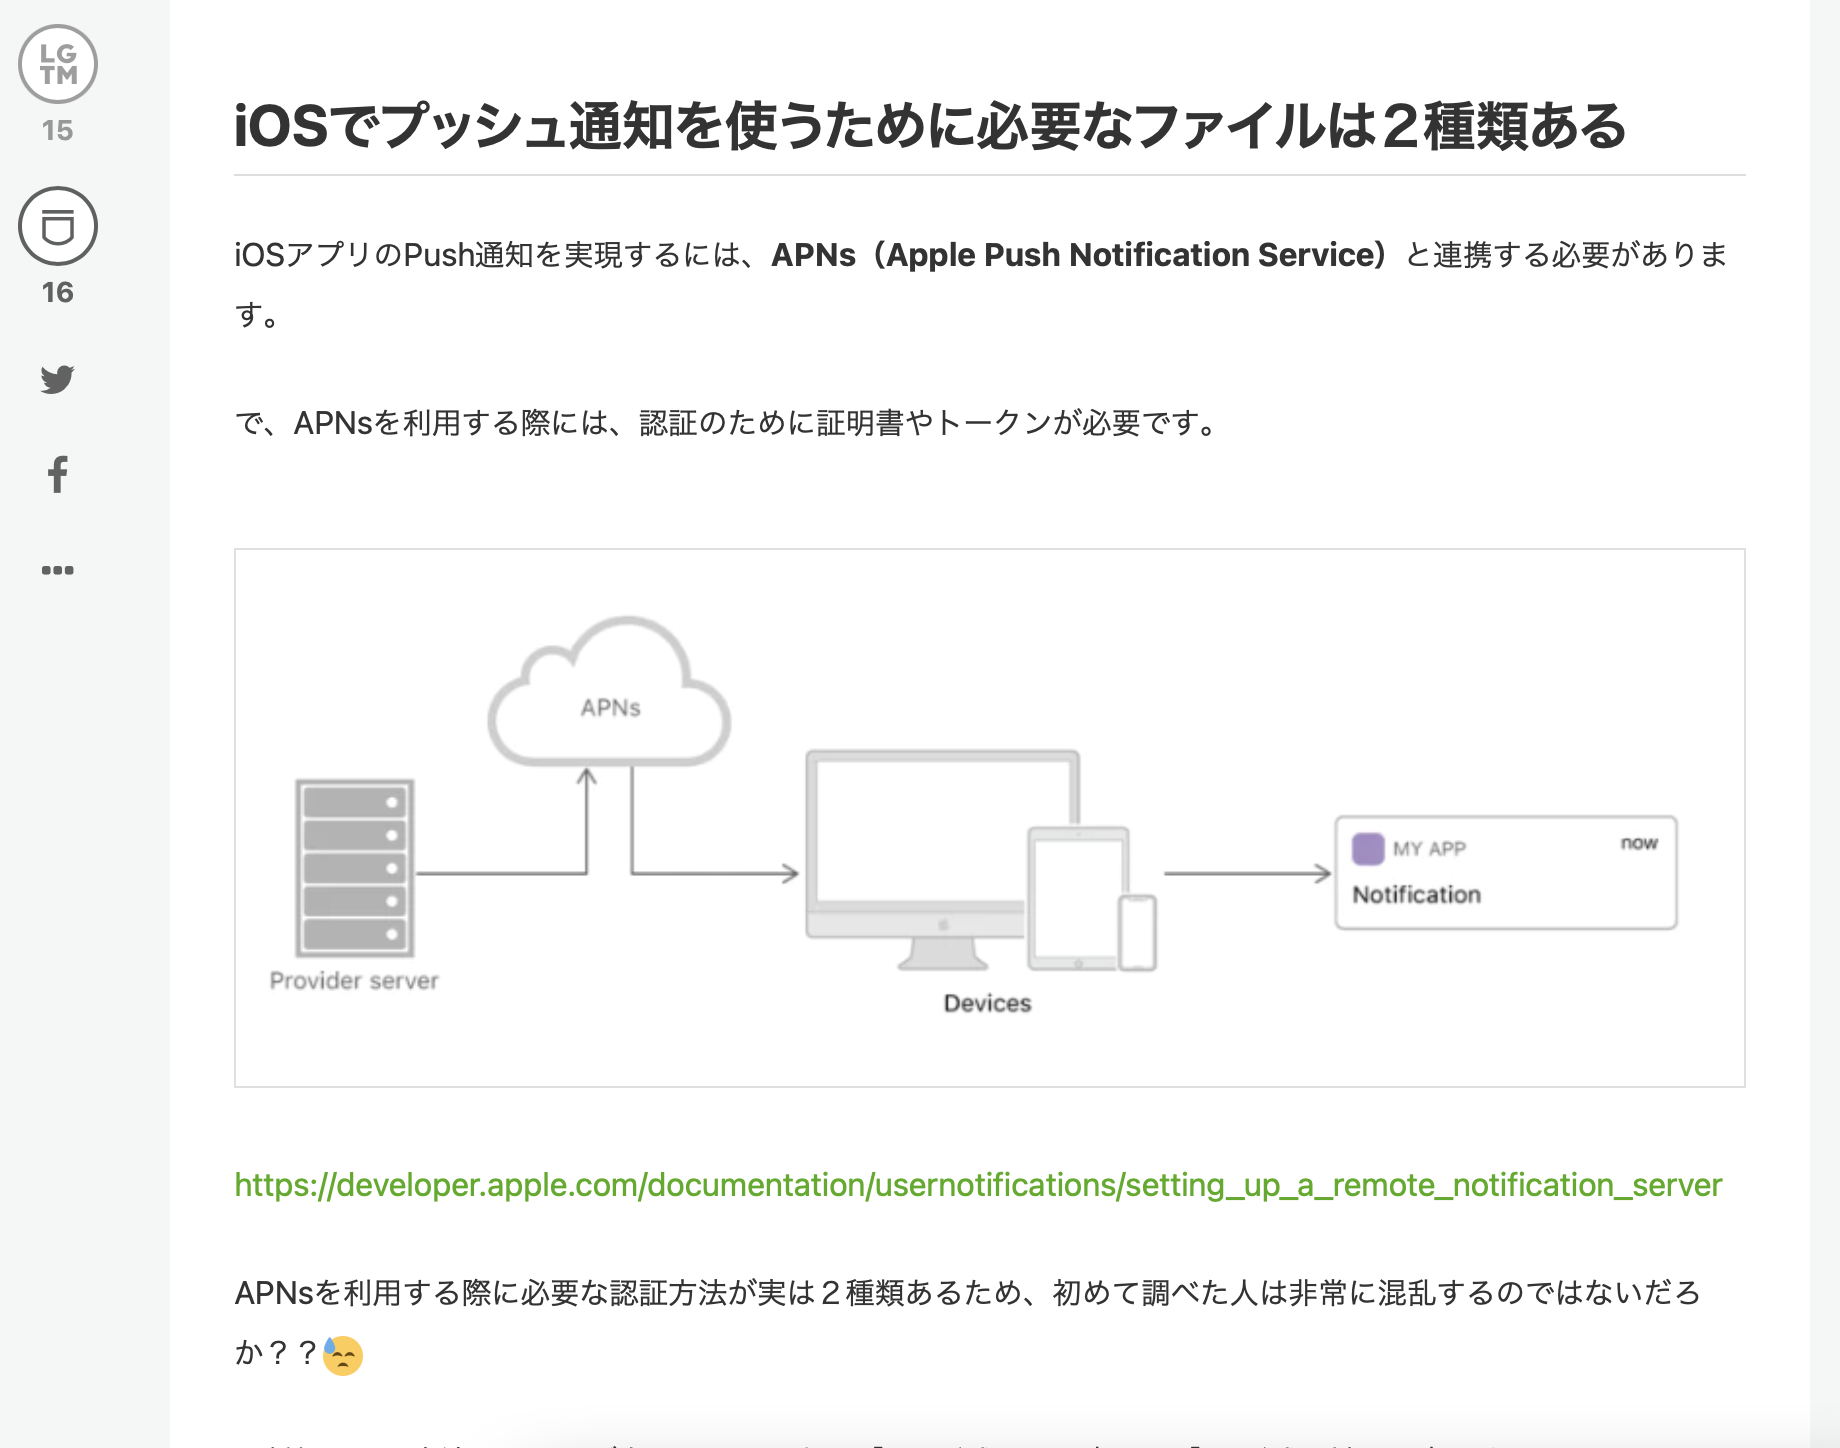 LG
TM
15
16
iOSでプッシュ通知を使うために必要なファイルは２種類ある
iOSアプリのPush通知を実現するには、APNs（Apple Push Notification Service）と連携する必要がありま
す。
で、APNsを利用する際には、認証のために証明書やトークンが必要です。
APNs
Provider server
Devices
MY APP
now
Notification
https://developer.apple.com/documentation/usernotifications/setting_up_a_remote_notification_server
APNsを利用する際に必要な認証方法が実は２種類あるため、初めて調べた人は非常に混乱するのではないだろ
か？？😓